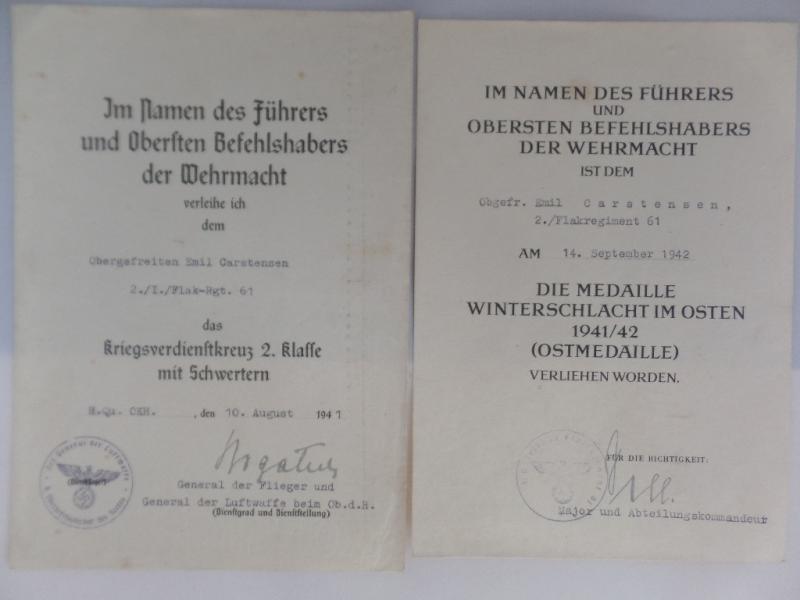 Im Namen des Führers
und Obersten Befehlshabers
der Wehrmacht
verleihe ich
dem
Obergefreiten Emil Carstensen
2./I./Flak-Rgt. 61
das
Kriegsverdienstkreuz 2. Klasse
mit Schwertern
H.Qu. OKH. , den 10. August 1941
General der Flieger und
General der Luftwaffe beim Ob.d.H.
(Dienstgrad und Dienststellung)
(Dienstsiegel)
IM NAMEN DES FÜHRERS
UND
OBERSTEN BEFEHLSHABERS
DER WEHRMACHT
IST DEM
Obgefr. Emil Carstensen,
2./Flakregiment 61
AM 14. September 1942
DIE MEDAILLE
WINTERSCHLACHT IM OSTEN
1941/42
(OSTMEDAILLE)
VERLIEHEN WORDEN.
FÜR DIE RICHTIGKEIT:
Major und Abteilungskommandeur